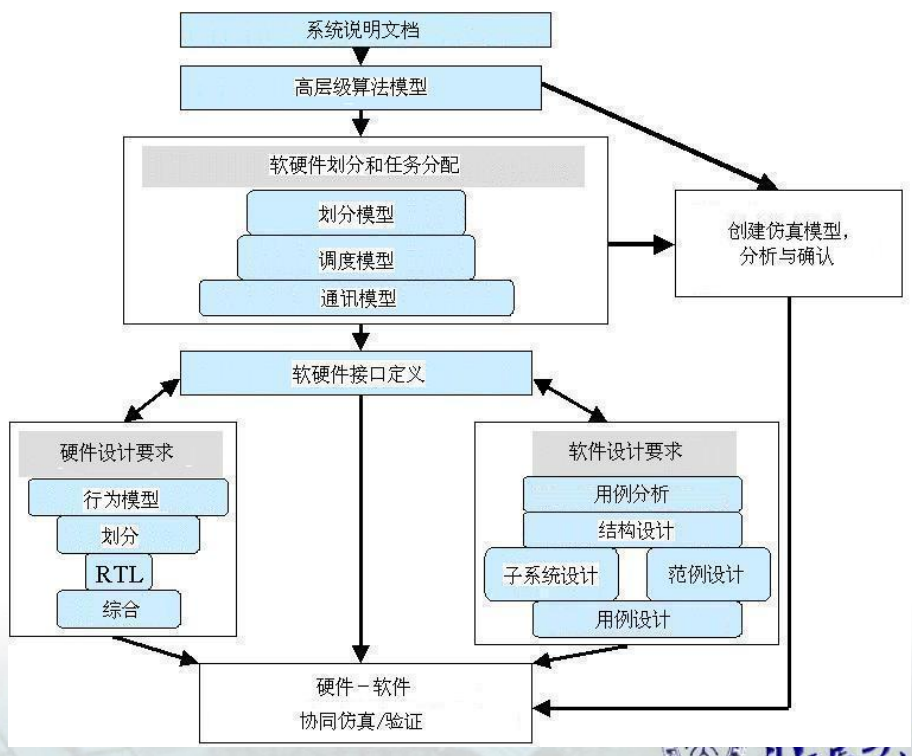 系统说明文档
高层级算法模型
软硬件划分和任务分配
划分模型
调度模型
通讯模型
创建仿真模型，
分析与确认
软硬件接口定义
硬件设计要求
行为模型
划分
RTL
综合
软件设计要求
用例分析
结构设计
子系统设计
范例设计
用例设计
硬件－软件
协同仿真/验证